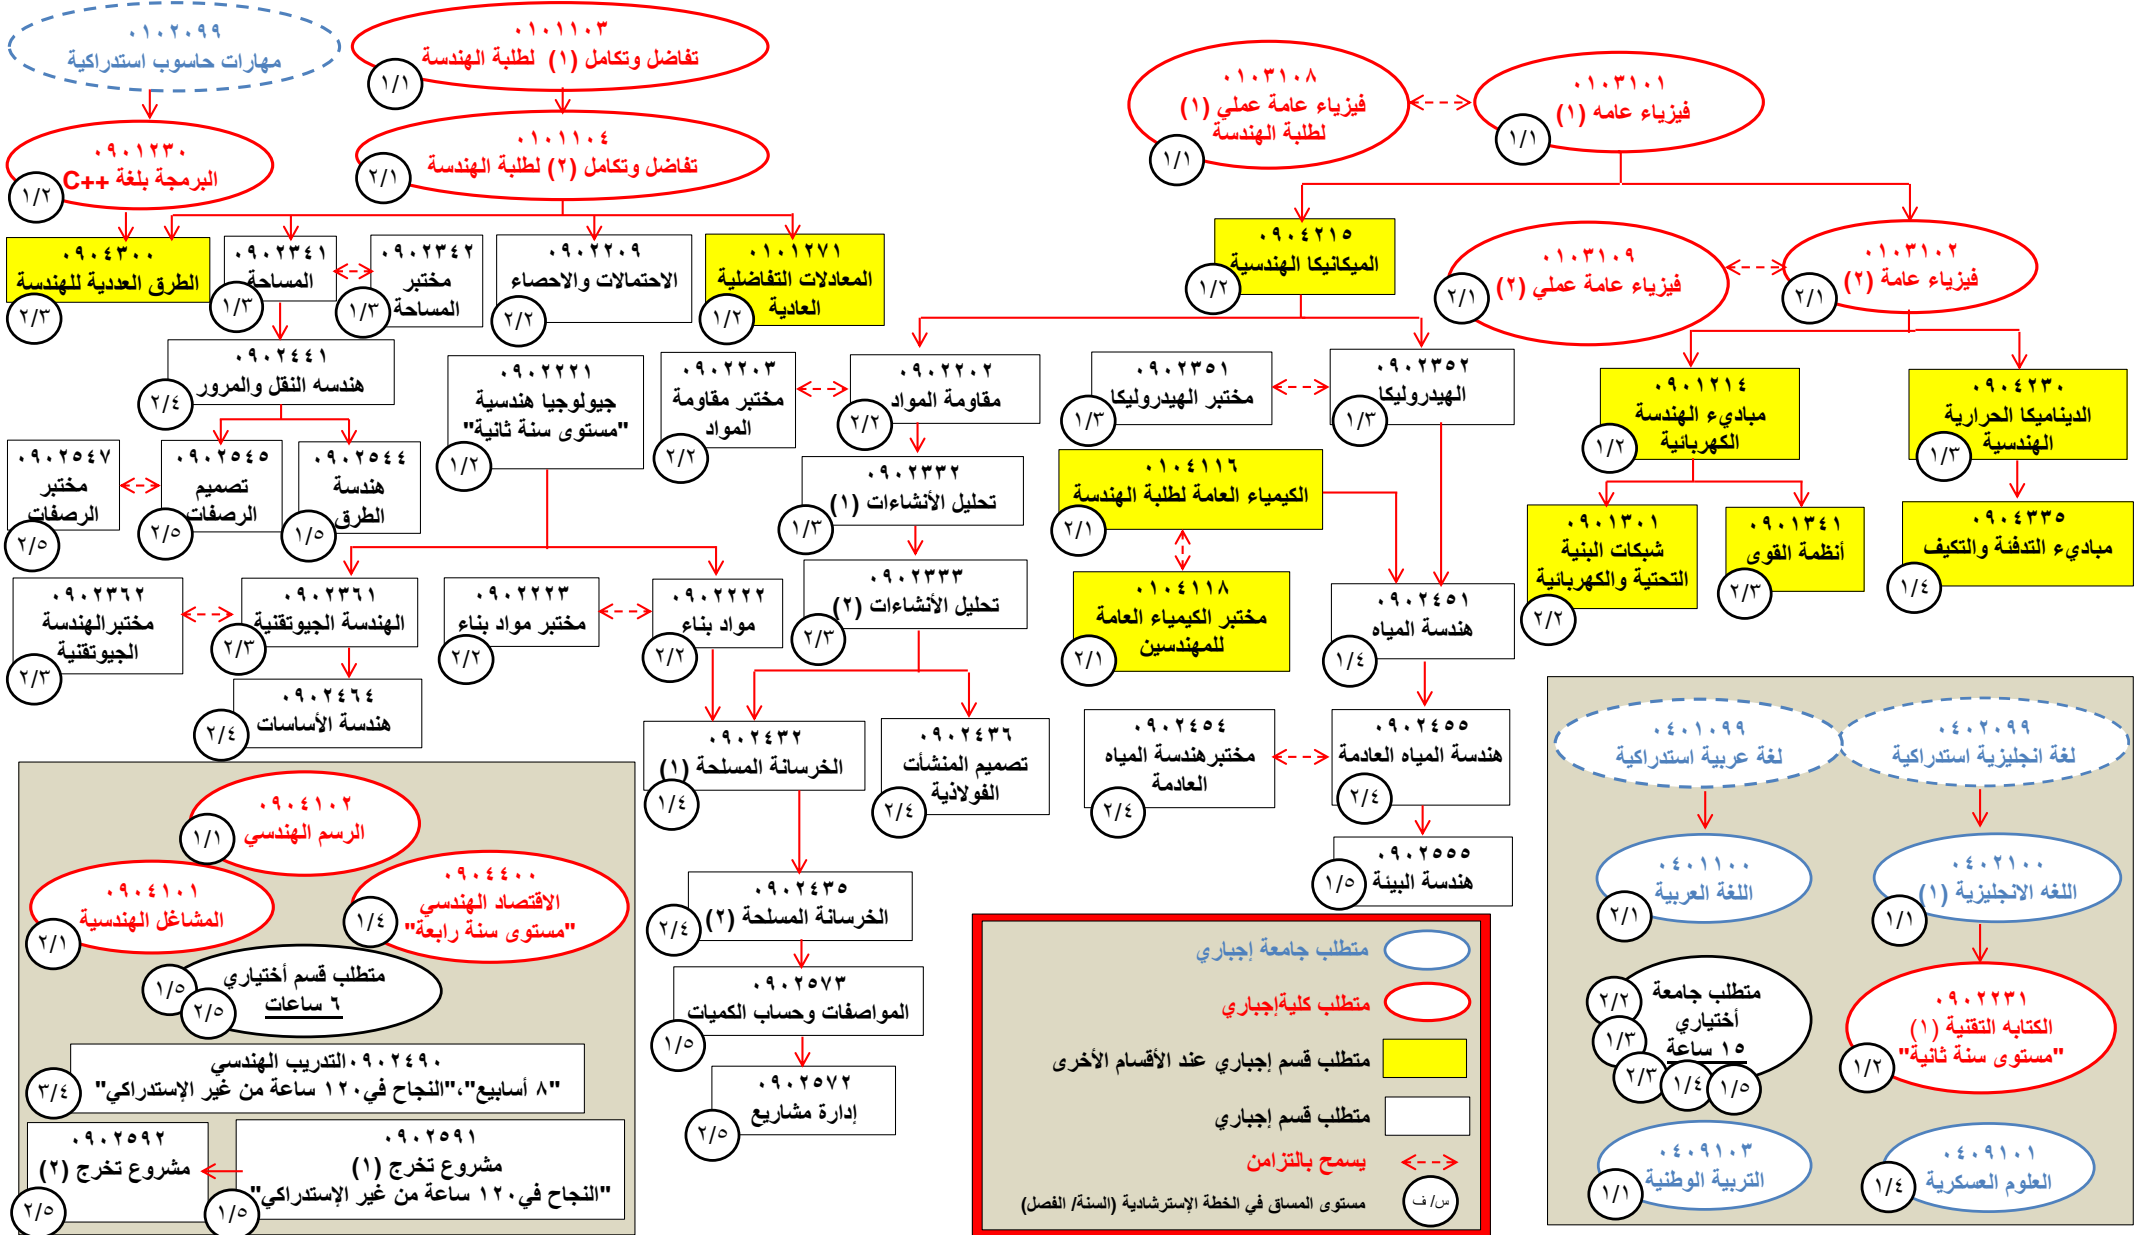 ٠١٠٢٠٩٩
مهارات حاسوب استدراكية
٠١٠١١٠٣
تفاضل وتكامل (١) لطلبة الهندسة
١/١
٠١٠٣١٠٨
فيزياء عامة عملي (١)
لطلبة الهندسة
١/١
٠١٠٣١٠١
فيزياء عامه (١)
١/١
٠٩٠١٢٣٠
البرمجة بلغة C++
١/٢
٠١٠١١٠٤
تفاضل وتكامل (٢) لطلبة الهندسة
٢/١
٠٩٠٤٣٠٠
الطرق العددية للهندسة
٢/٣
٠٩٠٢٣٤١
المساحة
١/٣
٠٩٠٢٣٤٢
مختبر
المساحة
١/٣
٠٩٠٢٢٠٩
الاحتمالات والاحصاء
٢/٢
٠١٠١٢٧١
المعادلات التفاضلية
العادية
١/٢
٠٩٠٤٢١٥
الميكانيكا الهندسية
١/٢
٠١٠٣١٠٩
فيزياء عامة عملي (٢)
٢/١
٠١٠٣١٠٢
فيزياء عامة (٢)
٢/١
٠٩٠٢٤٤١
هندسه النقل والمرور
٢/٤
٠٩٠٢٢٢١
جيولوجيا هندسية
"مستوى سنة ثانية"
١/٢
٠٩٠٢٢٠٣
مختبر مقاومة
المواد
٢/٢
٠٩٠٢٢٠٢
مقاومة المواد
٢/٢
٠٩٠٢٣٥١
مختبر الهيدروليكا
١/٣
٠٩٠٢٣٥٢
الهيدروليكا
١/٣
٠٩٠١٢١٤
مباديء الهندسة
الكهربائية
١/٢
٠٩٠٤٢٣٠
الديناميكا الحرارية
الهندسية
١/٣
٠٩٠٢٥٤٧
مختبر
الرصفات
٢/٥
٠٩٠٢٥٤٥
تصميم
الرصفات
٢/٥
٠٩٠٢٥٤٤
هندسة
الطرق
١/٥
٠٩٠٢٣٣٢
تحليل الأنشاءات (١)
١/٣
٠١٠٤١١٦
الكيمياء العامة لطلبة الهندسة
٢/١
٠٩٠١٣٠١
شبكات البنية
التحتية والكهربائية
٢/٢
٠٩٠١٣٤١
أنظمة القوى
٢/٣
٠٩٠٤٣٣٥
مباديء التدفئة والتكيف
١/٤
٠٩٠٢٣٦٢
مختبرالهندسة
الجيوتقنية
٢/٣
٠٩٠٢٣٦١
الهندسة الجيوتقنية
٢/٣
٠٩٠٢٢٢٣
مختبر مواد بناء
٢/٢
٠٩٠٢٢٢٢
مواد بناء
٢/٢
٠٩٠٢٣٣٣
تحليل الأنشاءات (٢)
٢/٣
٠١٠٤١١٨
مختبر الكيمياء العامة
للمهندسين
٢/١
٠٩٠٢٤٥١
هندسة المياه
١/٤
٠٩٠٢٤٦٤
هندسة الأساسات
٢/٤
٠٩٠٢٤٣٢
الخرسانة المسلحة (١)
١/٤
٠٩٠٢٤٣٦
تصميم المنشأت
الفولاذية
٢/٤
٠٩٠٢٤٥٤
مختبرهندسة المياه
العادمة
٢/٤
٠٩٠٢٤٥٥
هندسة المياه العادمة
٢/٤
٠٩٠٢٥٥٥
هندسة البيئة
١/٥
٠٩٠٢٤٣٥
الخرسانة المسلحة (٢)
٢/٤
٠٩٠٢٥٧٣
المواصفات وحساب الكميات
١/٥
٠٩٠٢٥٧٢
إدارة مشاريع
٢/٥
٠٩٠٤١٠٢
الرسم الهندسي
١/١
٠٩٠٤١٠١
المشاغل الهندسية
٢/١
٠٩٠٤٤٠٠
الاقتصاد الهندسي
"مستوى سنة رابعة"
١/٤
متطلب قسم أختياري
٦ ساعات
١/٥
٢/٥
٠٩٠٢٤٩٠التدريب الهندسي
"٨ أسابيع"،"النجاح في١٢٠ ساعة من غير الإستدراكي"
٣/٤
٠٩٠٢٥٩٢
مشروع تخرج (٢)
٢/٥
٠٩٠٢٥٩١
مشروع تخرج (١)
"النجاح في١٢٠ ساعة من غير الإستدراكي"
١/٥
متطلب جامعة إجباري
متطلب كليةإجباري
متطلب قسم إجباري عند الأقسام الأخرى
متطلب قسم إجباري
يسمح بالتزامن
مستوى المساق في الخطة الإسترشادية (السنة/ الفصل)
س/ ف
٠٤٠١٠٩٩
لغة عربية استدراكية
٠٤٠٢٠٩٩
لغة انجليزية استدراكية
٠٤٠١١٠٠
اللغة العربية
٢/١
٠٤٠٢١٠٠
اللغه الانجليزية (١)
١/١
متطلب جامعة
أختياري
١٥ ساعة
٢/٢
١/٣
٢/٣
١/٤
١/٥
٠٩٠٢٢٣١
الكتابه التقنية (١)
"مستوى سنة ثانية"
١/٢
٠٤٠٩١٠٣
التربية الوطنية
١/١
٠٤٠٩١٠١
العلوم العسكرية
١/٤